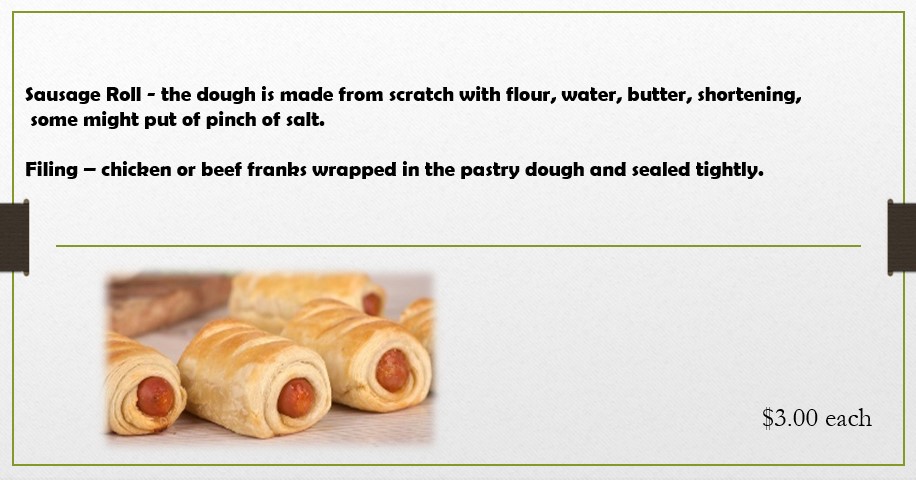 Sausage Roll - the dough is made from scratch with flour, water, butter, shortening,
some might put of pinch of salt.
Filing – chicken or beef franks wrapped in the pastry dough and sealed tightly.
$3.00 each